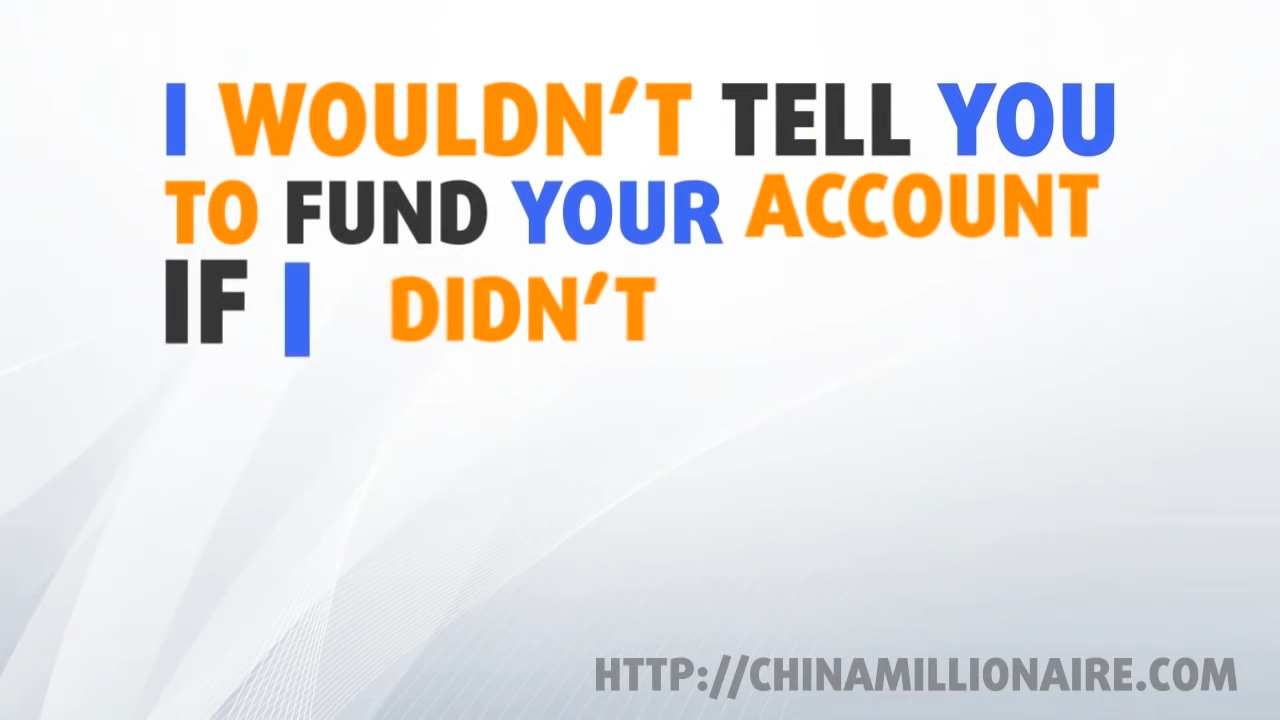 I WOULDN'T TELL YOU
TO FUND YOUR ACCOUNT
IF I DIDN'T
HTTP://CHINAMILLIONAIRE.COM